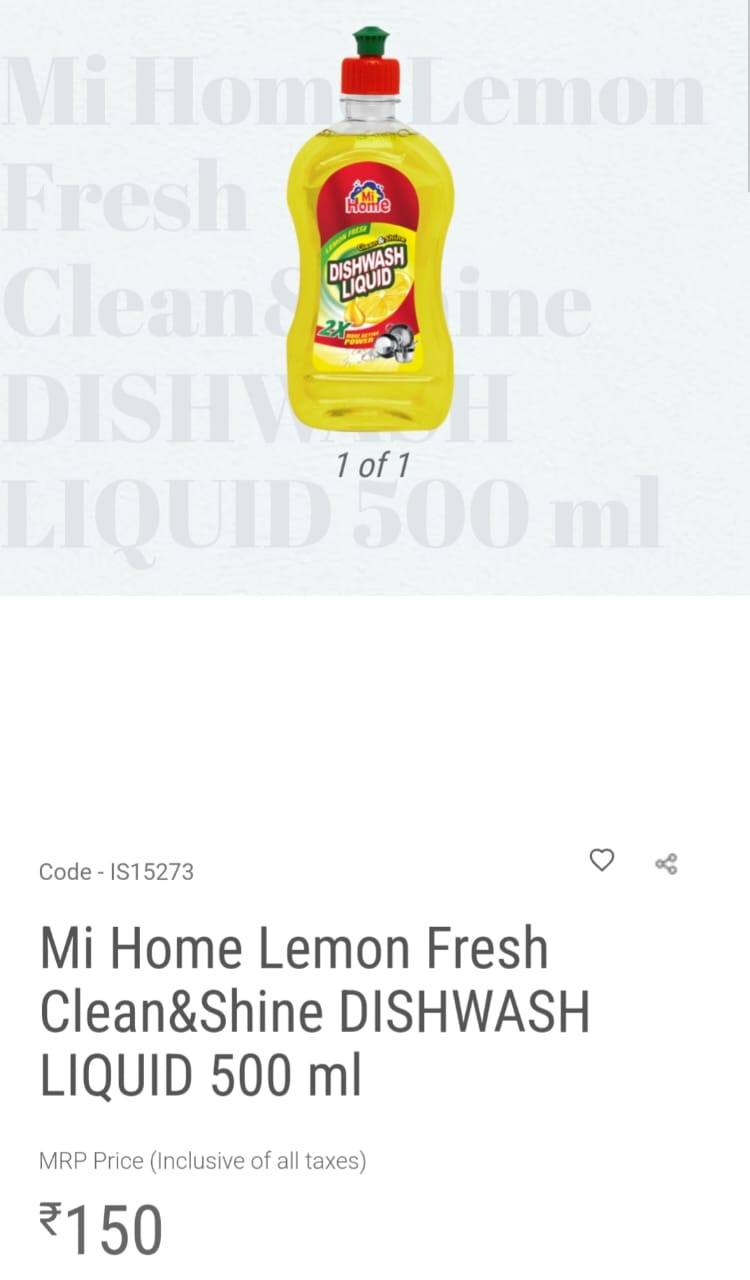 Mi Home Lemon
Fresh
Clean&Shine
DISHWASH
LIQUID 500 ml
Mi
Home
LEMON FRESH
Clean & Shine
DISHWASH
LIQUID
2X MORE ACTIVE
POWER
1 of 1
Code - IS15273
Mi Home Lemon Fresh
Clean&Shine DISHWASH
LIQUID 500 ml
MRP Price (Inclusive of all taxes)
₹150